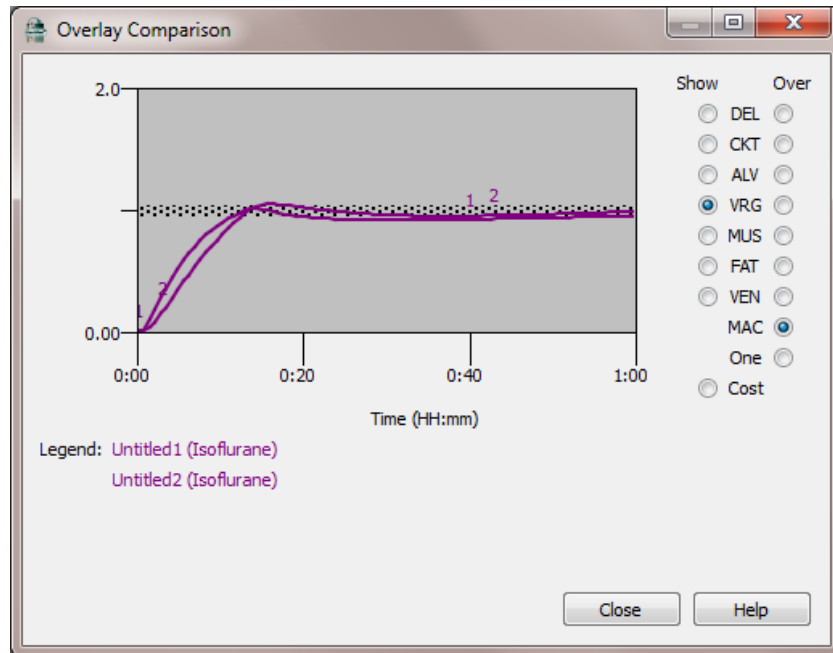 Overlay Comparison
Show Over
2.0
DEL
CKT
ALV
VRG
1 2
MUS
FAT
2
VEN
1
MAC
0.00
One
0:00 0:20 0:40 1:00
Cost
Time (HH:mm)
Legend: Untitled1 (Isoflurane)
Untitled2 (Isoflurane)
Close Help